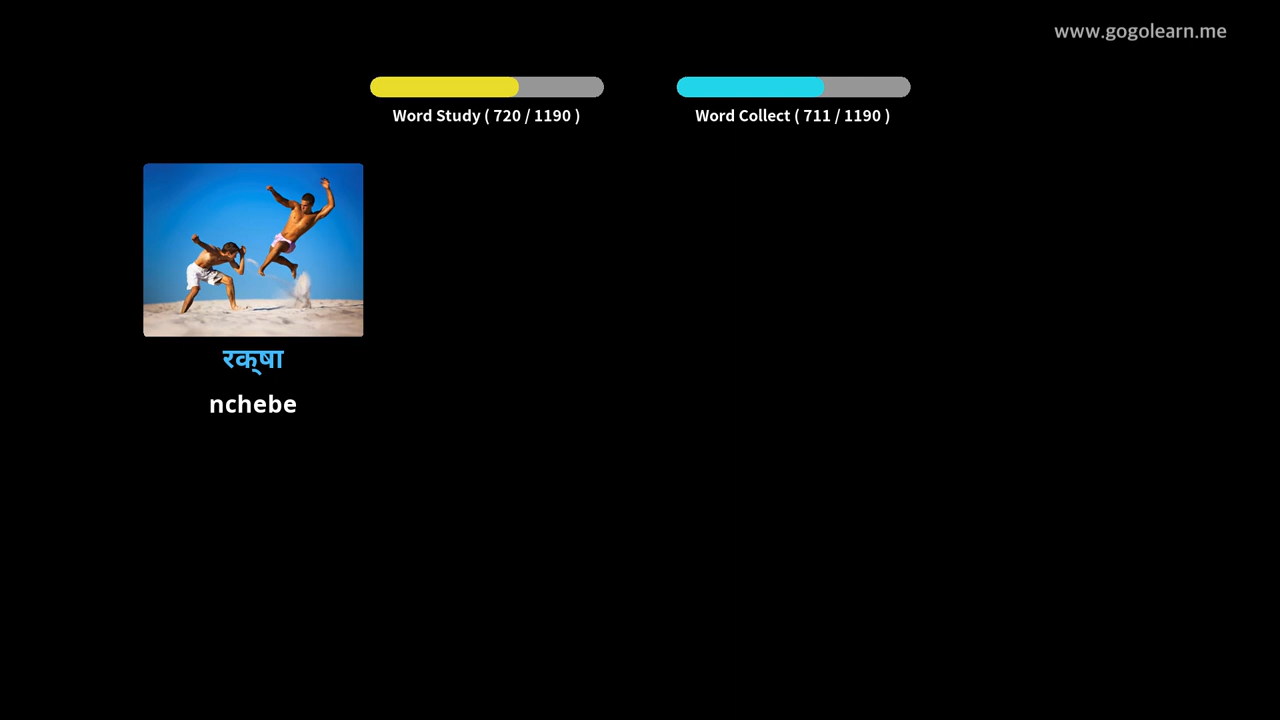 www.gogolearn.me
Word Study ( 720 / 1190 )
Word Collect ( 711 / 1190 )
रक्षा
nchebe